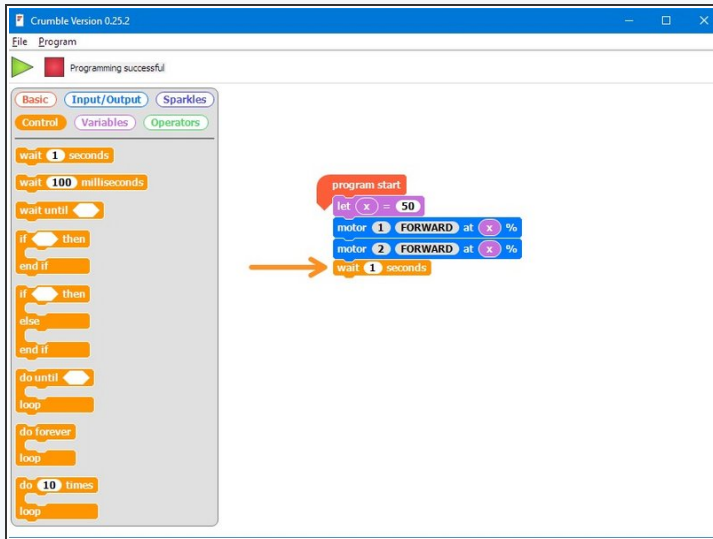 Crumble Version 0.25.2
File Program
Programming successful
Basic Input/Output Sparkles
Control Variables Operators
wait 1 seconds
wait 100 milliseconds
wait until
if then
end if
if then
else
end if
do until
loop
do forever
loop
do 10 times
loop
program start
let x = 50
motor 1 FORWARD at x %
motor 2 FORWARD at x %
wait 1 seconds